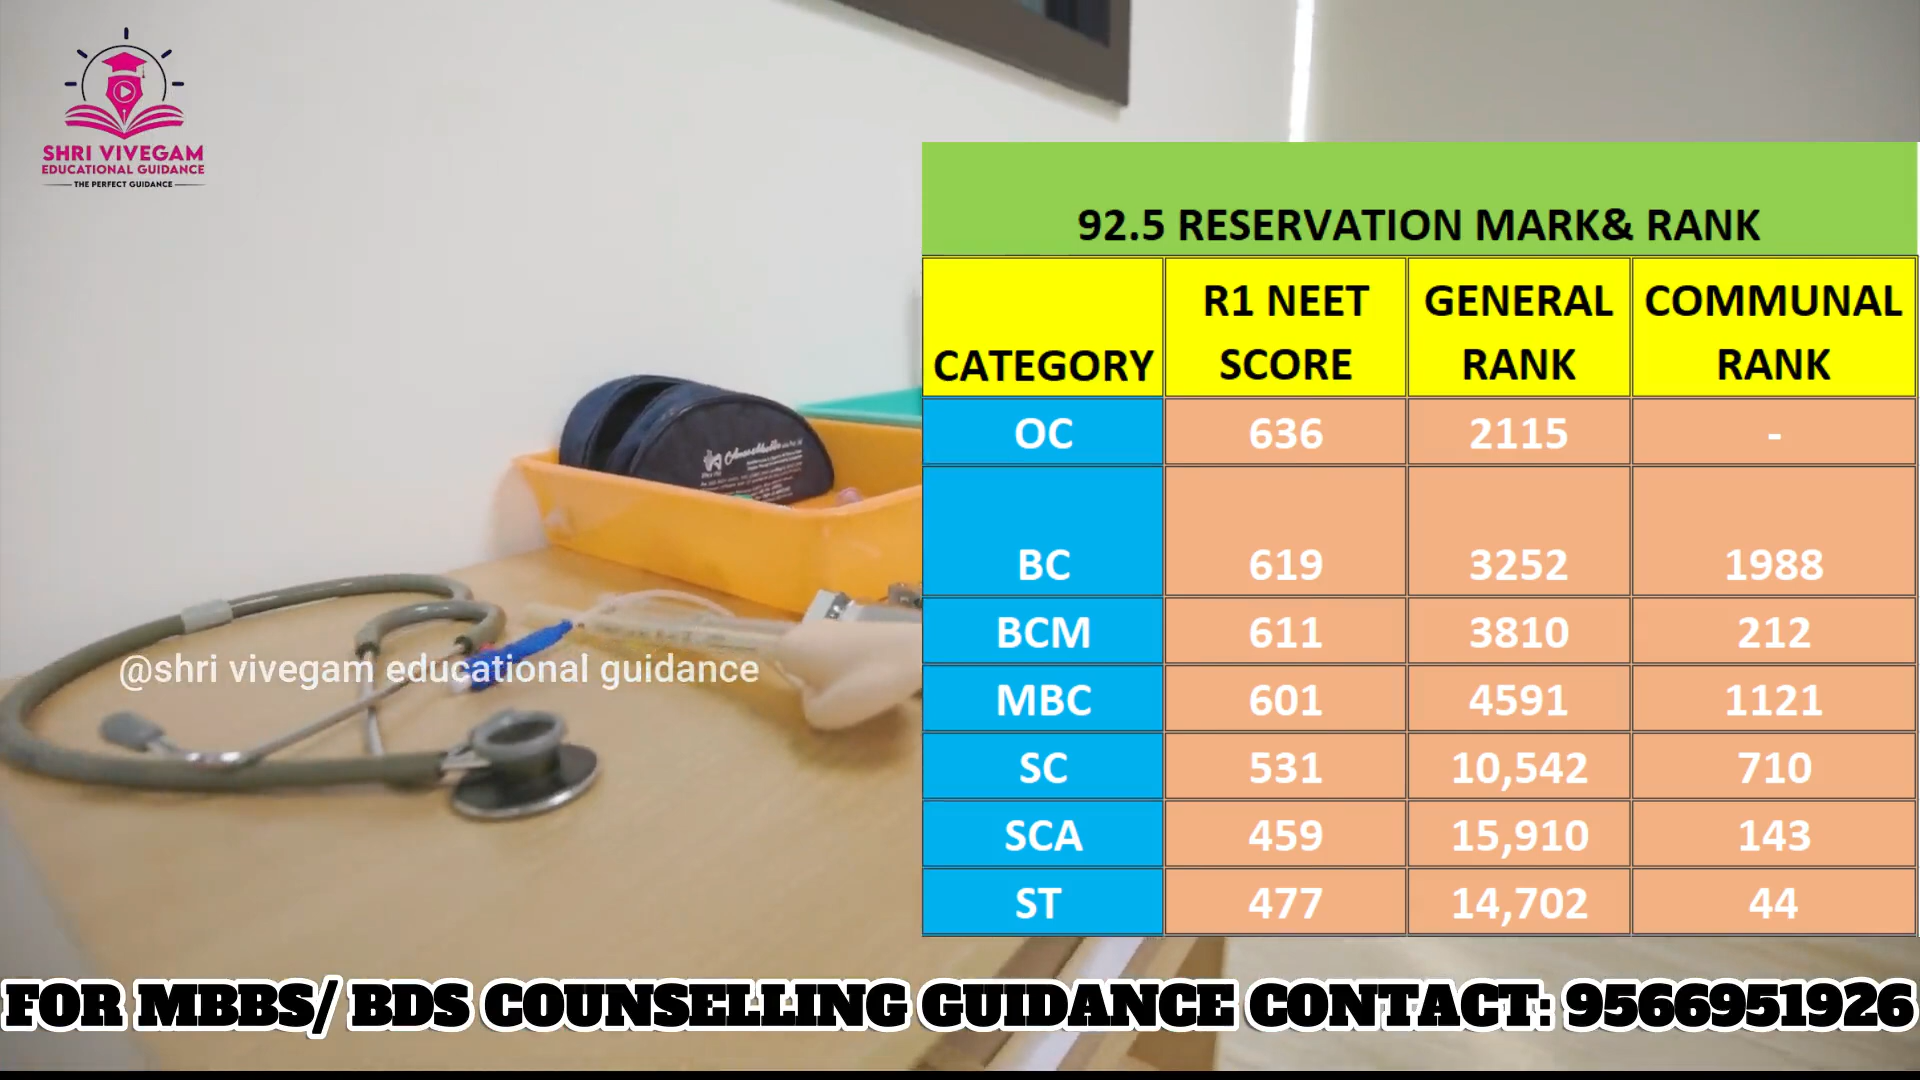 SHRI VIVEGAM
EDUCATIONAL GUIDANCE
THE PERFECT GUIDANCE
92.5 RESERVATION MARK& RANK
CATEGORY R1 NEET SCORE GENERAL RANK COMMUNAL RANK
OC 636 2115 -
BC 619 3252 1988
BCM 611 3810 212
MBC 601 4591 1121
SC 531 10,542 710
SCA 459 15,910 143
ST 477 14,702 44
@shri vivegam educational guidance
FOR MBBS/ BDS COUNSELLING GUIDANCE CONTACT: 9566951926